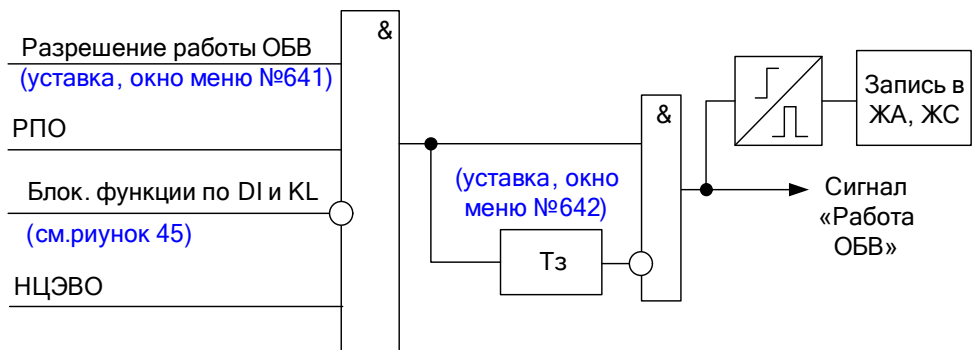 &
Разрешение работы ОБВ
(уставка, окно меню №641)
РПО
Блок. функции по DI и KL
(см.риунок 45)
НЦЭВО
(уставка, окно
меню №642)
Тз
&
Запись в
ЖА, ЖС
Сигнал
«Работа
ОБВ»